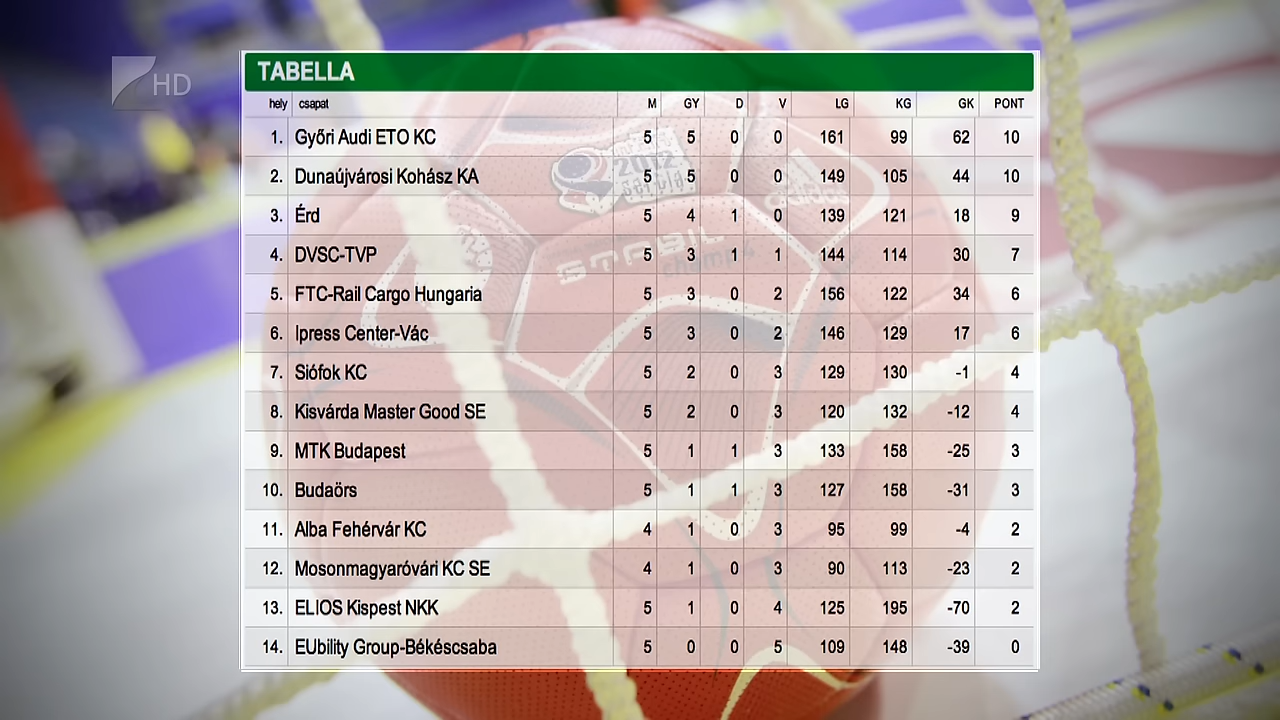 HD
TABELLA
hely csapat M GY D V LG KG GK PONT
1. Győri Audi ETO KC 5 5 0 0 161 99 62 10
2. Dunaújvárosi Kohász KA 5 5 0 0 149 105 44 10
3. Érd 5 4 1 0 139 121 18 9
4. DVSC-TVP 5 3 1 1 144 114 30 7
5. FTC-Rail Cargo Hungaria 5 3 0 2 156 122 34 6
6. Ipress Center-Vác 5 3 0 2 146 129 17 6
7. Siófok KC 5 2 0 3 129 130 -1 4
8. Kisvárda Master Good SE 5 2 0 3 120 132 -12 4
9. MTK Budapest 5 1 1 3 133 158 -25 3
10. Budaörs 5 1 1 3 127 158 -31 3
11. Alba Fehérvár KC 4 1 0 3 95 99 -4 2
12. Mosonmagyaróvári KC SE 4 1 0 3 90 113 -23 2
13. ELIOS Kispest NKK 5 1 0 4 125 195 -70 2
14. EUbility Group-Békéscsaba 5 0 0 5 109 148 -39 0
2012
adidas
STABIL
champ